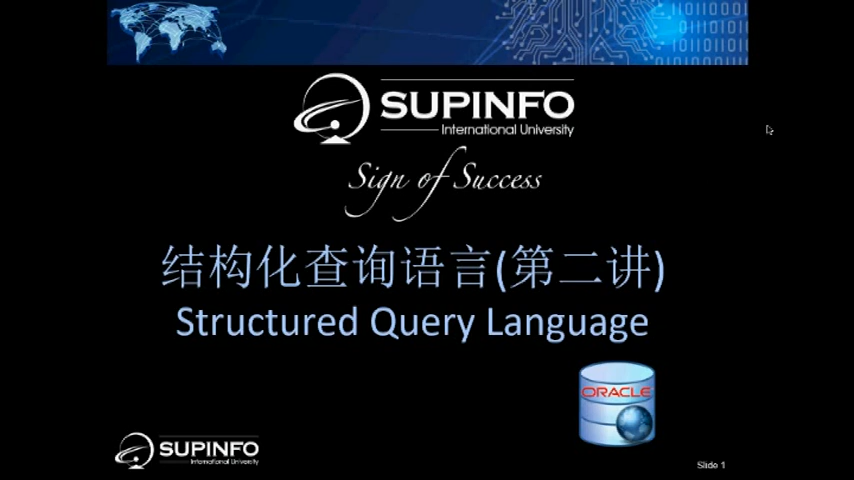 SUPINFO
International University
Sign of Success
结构化查询语言(第二讲)
Structured Query Language
ORACLE
SUPINFO
International University
Slide 1